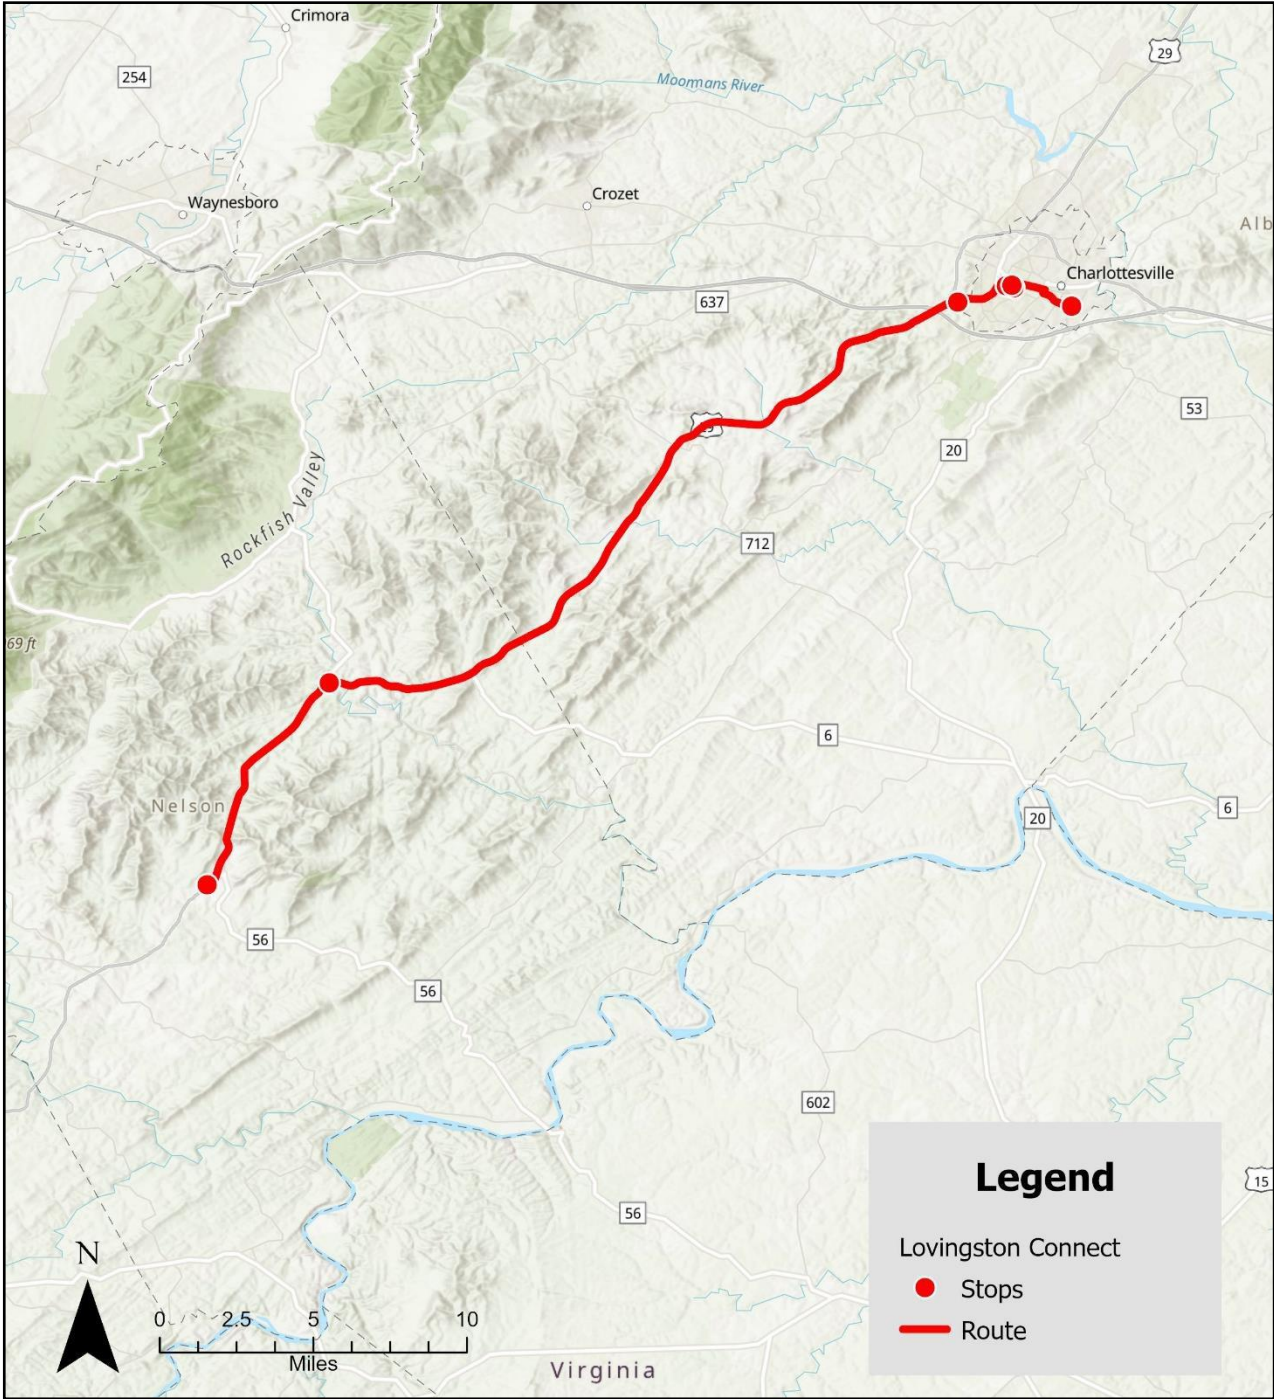 Crimora
29
254
Moormans River
Crozet
Waynesboro
Alb
Charlottesville
637
53
20
Rockfish Valley
712
69 ft
6
6
Nelson
20
56
56
602
Legend
15
Lovingston Connect
56
N
Stops
0 2.5 5 10
Route
Miles
Virginia